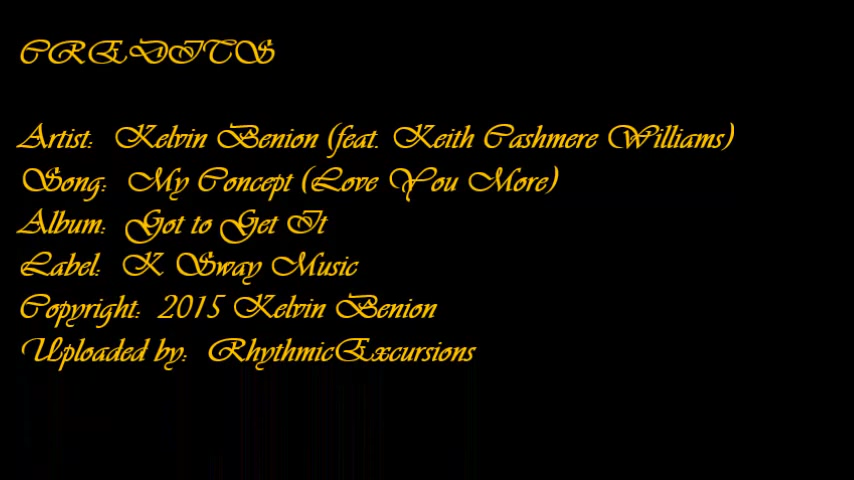 CREDITS
Artist: Kelvin Benion (feat. Keith Cashmere Williams)
Song: My Concept (Love You More)
Album: Got to Get It
Label: K Sway Music
Copyright: 2015 Kelvin Benion
Uploaded by: RhythmicExcursions